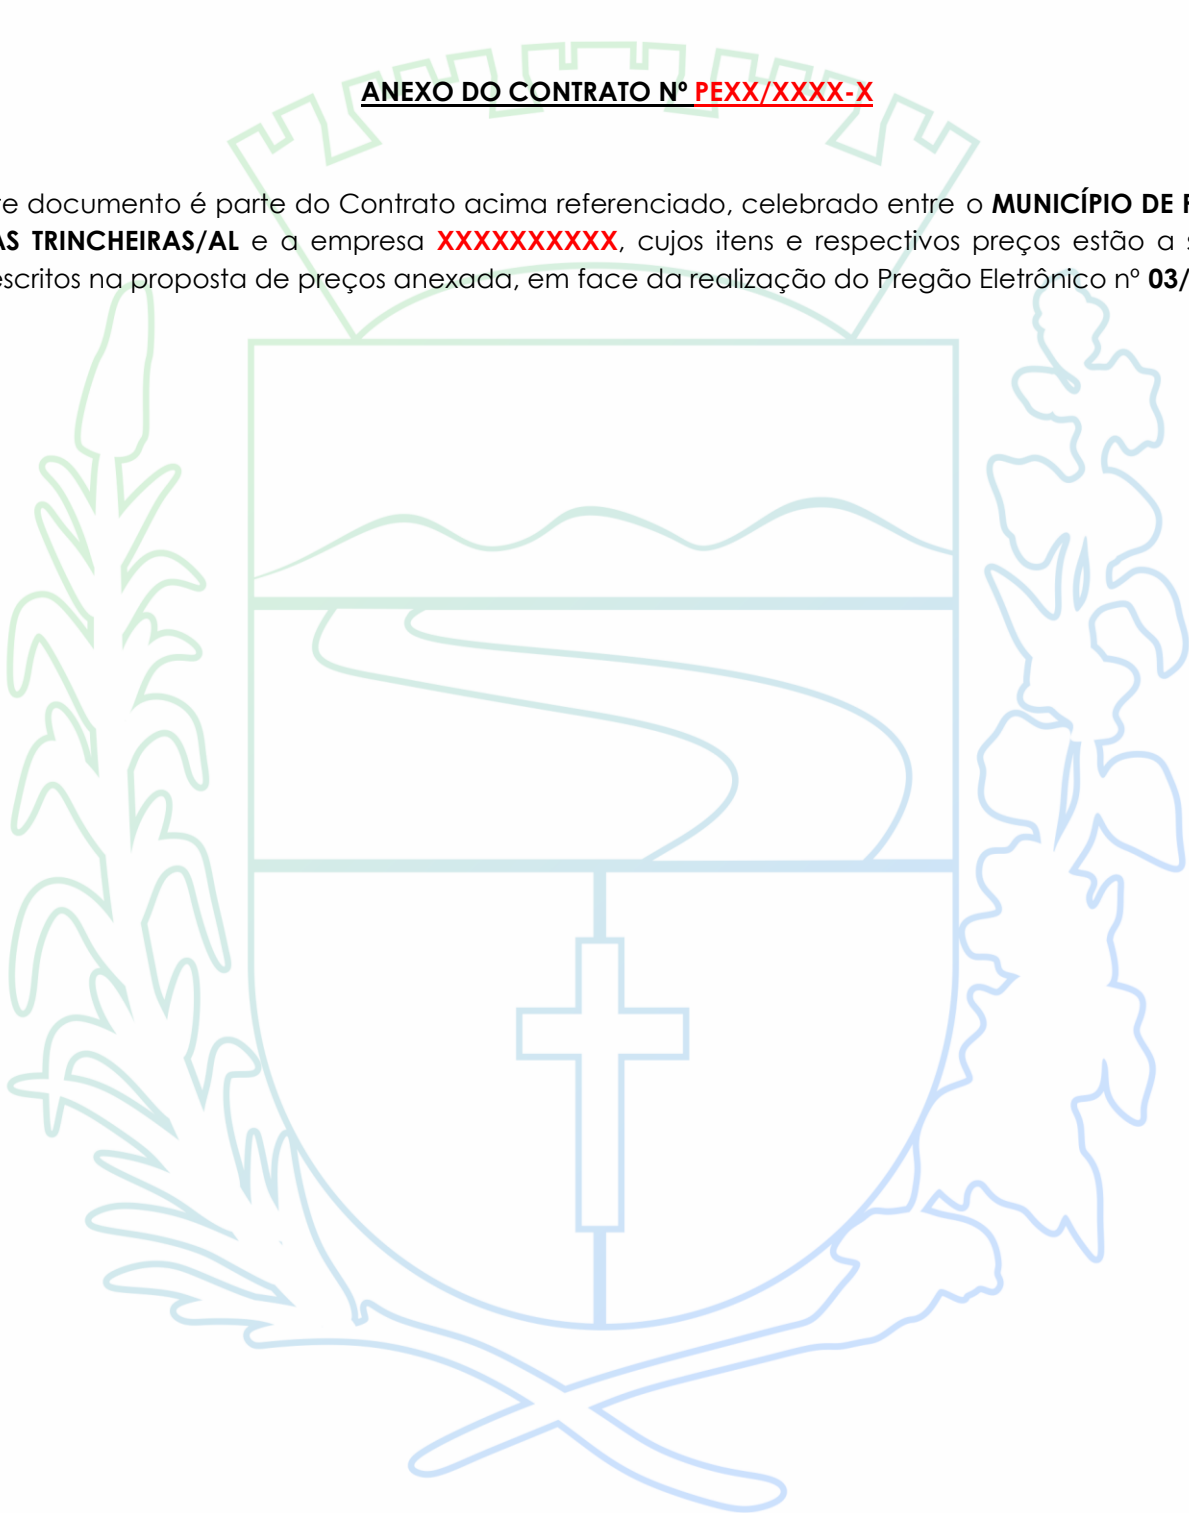 ANEXO DO CONTRATO Nº PEXX/XXXX-X
documento é parte do Contrato acima referenciado, celebrado entre o MUNICÍPIO DE
TRINCHEIRAS/AL e a empresa XXXXXXXXXX, cujos itens e respectivos preços estão a
na proposta de preços anexada, em face da realização do Pregão Eletrônico nº 03/